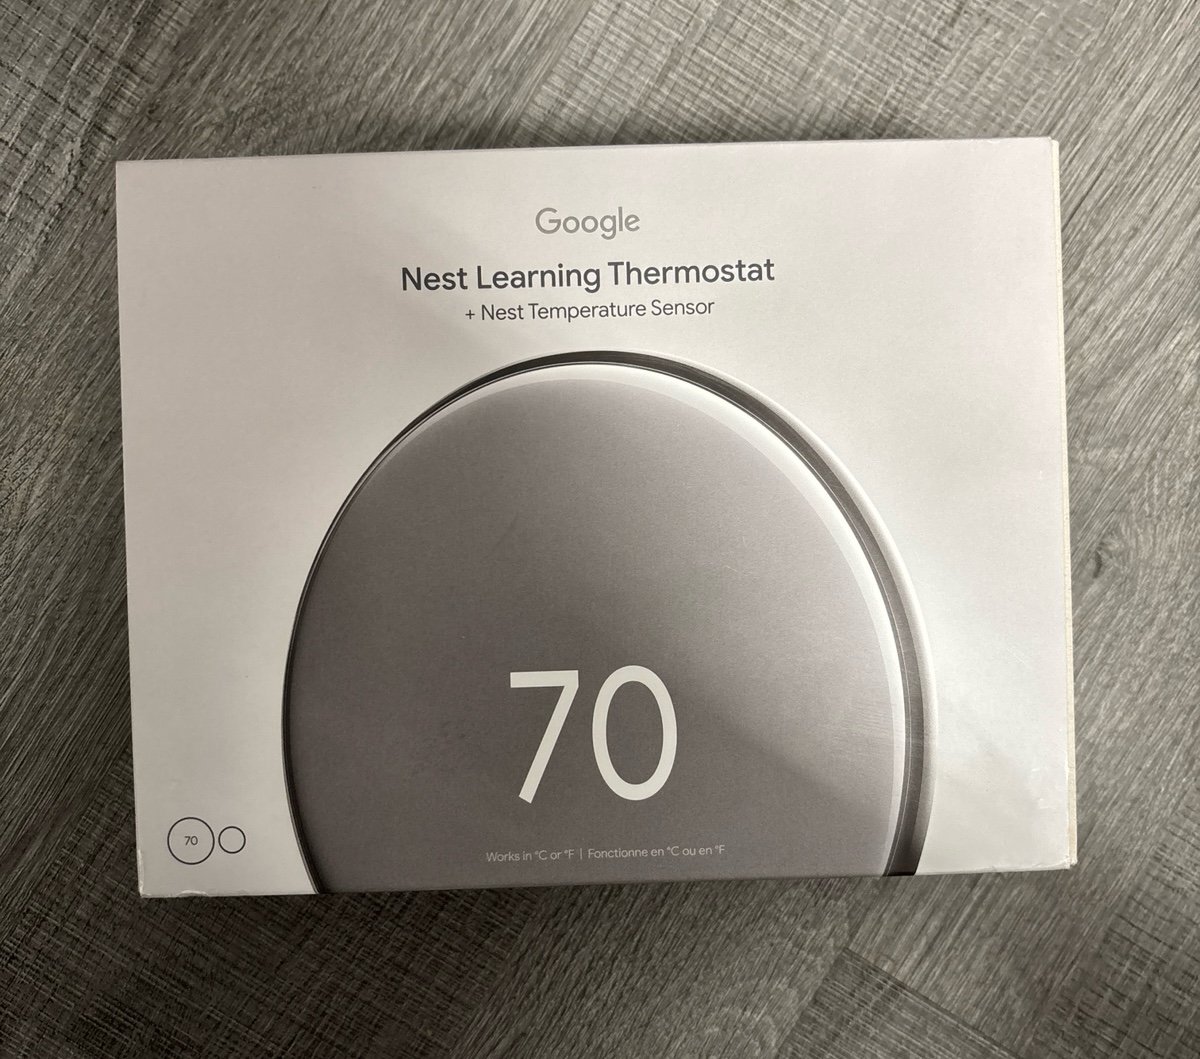 Google
Nest Learning Thermostat
+ Nest Temperature Sensor
70
70
Works in °C or °F | Fonctionne en °C ou en °F